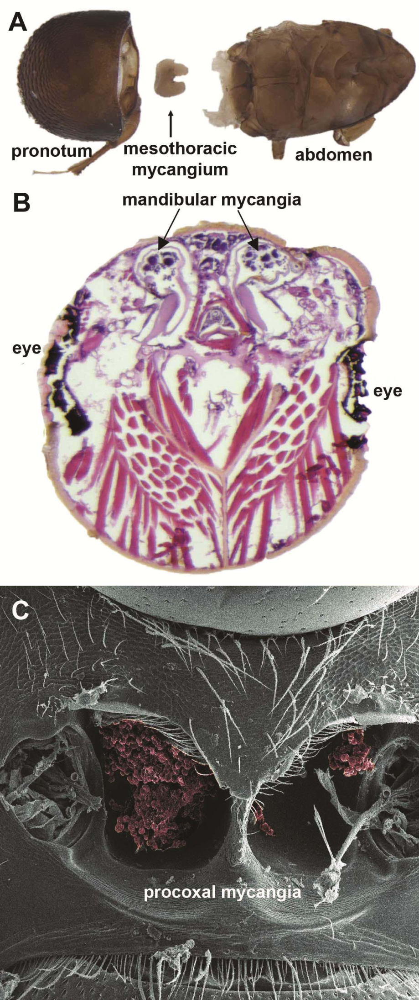 A
pronotum
mesothoracic
mycangium
abdomen
B
mandibular mycangia
eye
eye
C
procoxal mycangia